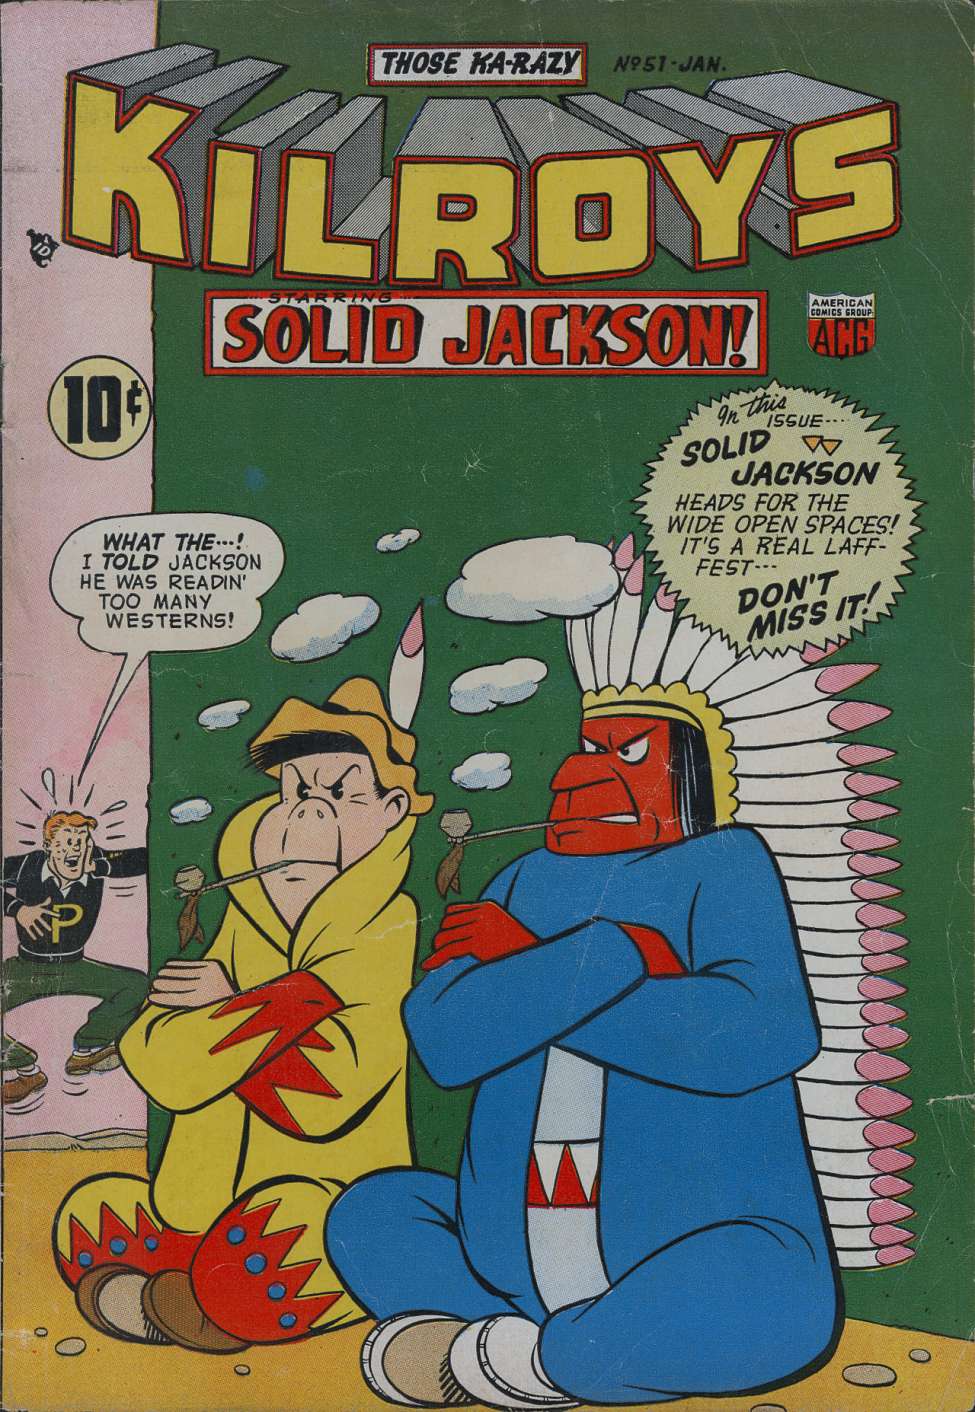 THOSE KA-RAZY
Nº51-JAN.
KILROYS
STARRING
SOLID JACKSON!
AMERICAN
COMICS GROUP
ACG
10¢
In this
ISSUE---
SOLID
JACKSON
HEADS FOR THE
WIDE OPEN SPACES!
IT'S A REAL LAFF-
FEST---
DON'T
MISS IT!
WHAT THE---!
I TOLD JACKSON
HE WAS READIN'
TOO MANY
WESTERNS!
P